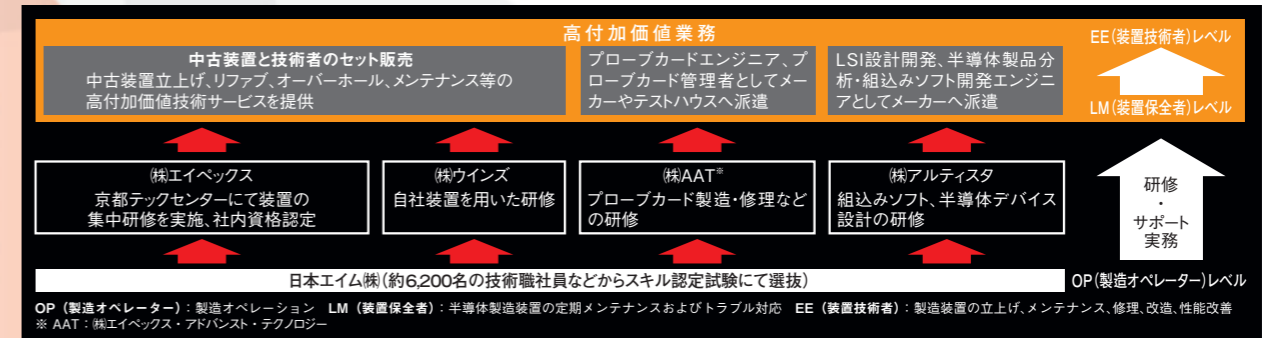 高付加価値業務
EE(装置技術者)レベル
中古装置と技術者のセット販売
中古装置立上げ、リファブ、オーバーホール、メンテナンス等の
高付加価値技術サービスを提供
プローブカードエンジニア、プ
ローブカード管理者としてメー
カーやテストハウスへ派遣
LSI設計開発、半導体製品分
析・組込みソフト開発エンジニ
アとしてメーカーへ派遣
LM(装置保全者)レベル
㈱エイペックス
京都テックセンターにて装置の
集中研修を実施、社内資格認定
㈱ウインズ
自社装置を用いた研修
㈱AAT※
プローブカード製造・修理など
の研修
㈱アルティスタ
組込みソフト、半導体デバイス
設計の研修
研修
・
サポート
実務
日本エイム㈱(約6,200名の技術職社員などからスキル認定試験にて選抜)
OP(製造オペレーター)レベル
OP（製造オペレーター）：製造オペレーション　LM（装置保全者）：半導体製造装置の定期メンテナンスおよびトラブル対応　EE（装置技術者）：製造装置の立上げ、メンテナンス、修理、改造、性能改善
※ AAT：㈱エイペックス・アドバンスト・テクノロジー